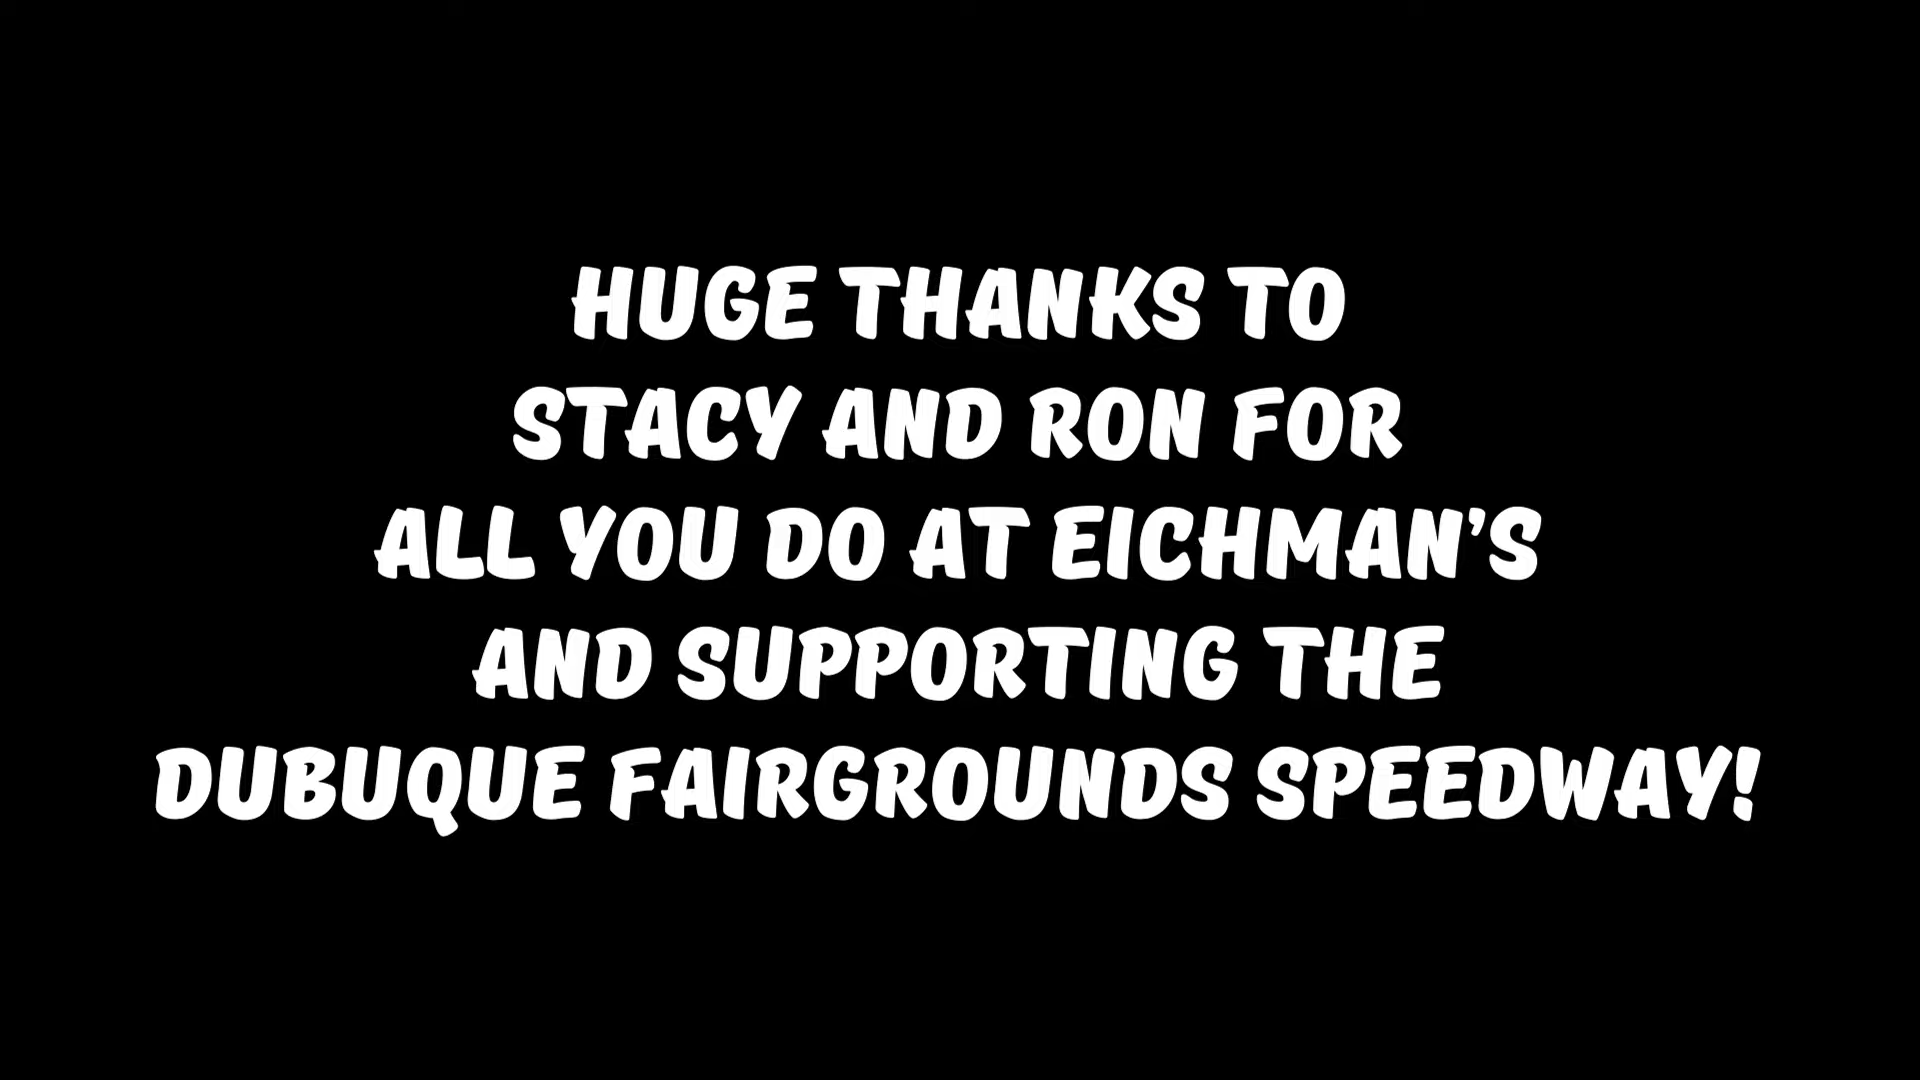 HUGE THANKS TO
STACY AND RON FOR
ALL YOU DO AT EICHMAN'S
AND SUPPORTING THE
DUBUQUE FAIRGROUNDS SPEEDWAY!